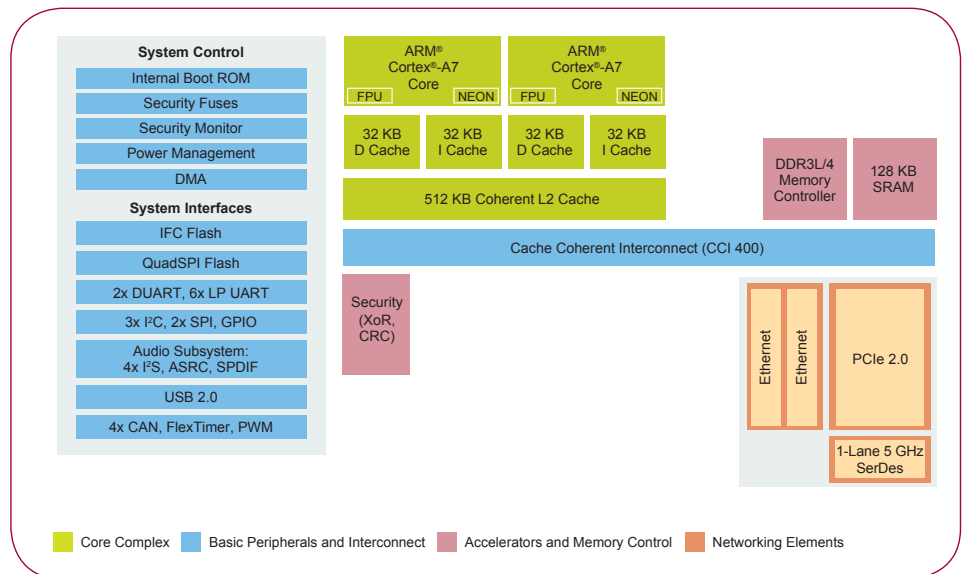 System Control
Internal Boot ROM
Security Fuses
Security Monitor
Power Management
DMA
System Interfaces
IFC Flash
QuadSPI Flash
2x DUART, 6x LP UART
3x I²C, 2x SPI, GPIO
Audio Subsystem:
4x I²S, ASRC, SPDIF
USB 2.0
4x CAN, FlexTimer, PWM
ARM®
Cortex®-A7
Core
FPU
NEON
ARM®
Cortex®-A7
Core
FPU
NEON
32 KB
D Cache
32 KB
I Cache
32 KB
D Cache
32 KB
I Cache
512 KB Coherent L2 Cache
DDR3L/4
Memory
Controller
128 KB
SRAM
Cache Coherent Interconnect (CCI 400)
Security
(XoR,
CRC)
Ethernet
Ethernet
PCIe 2.0
1-Lane 5 GHz
SerDes
Core Complex
Basic Peripherals and Interconnect
Accelerators and Memory Control
Networking Elements